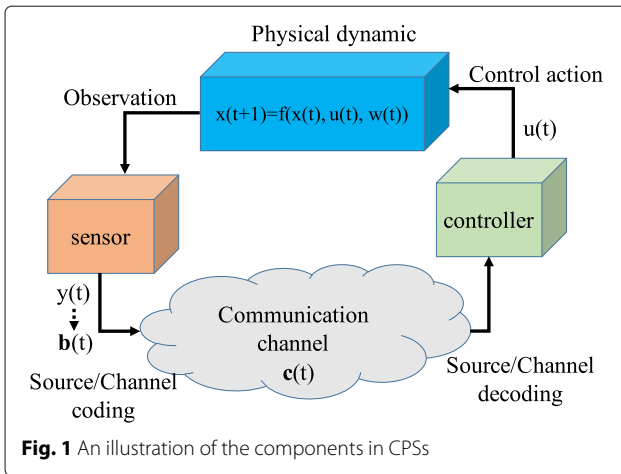 Physical dynamic
Control action
Observation
x(t+1)=f(x(t), u(t), w(t))
u(t)
sensor
controller
y(t)
b(t)
Communication
channel
c(t)
Source/Channel
coding
Source/Channel
decoding
Fig. 1 An illustration of the components in CPSs